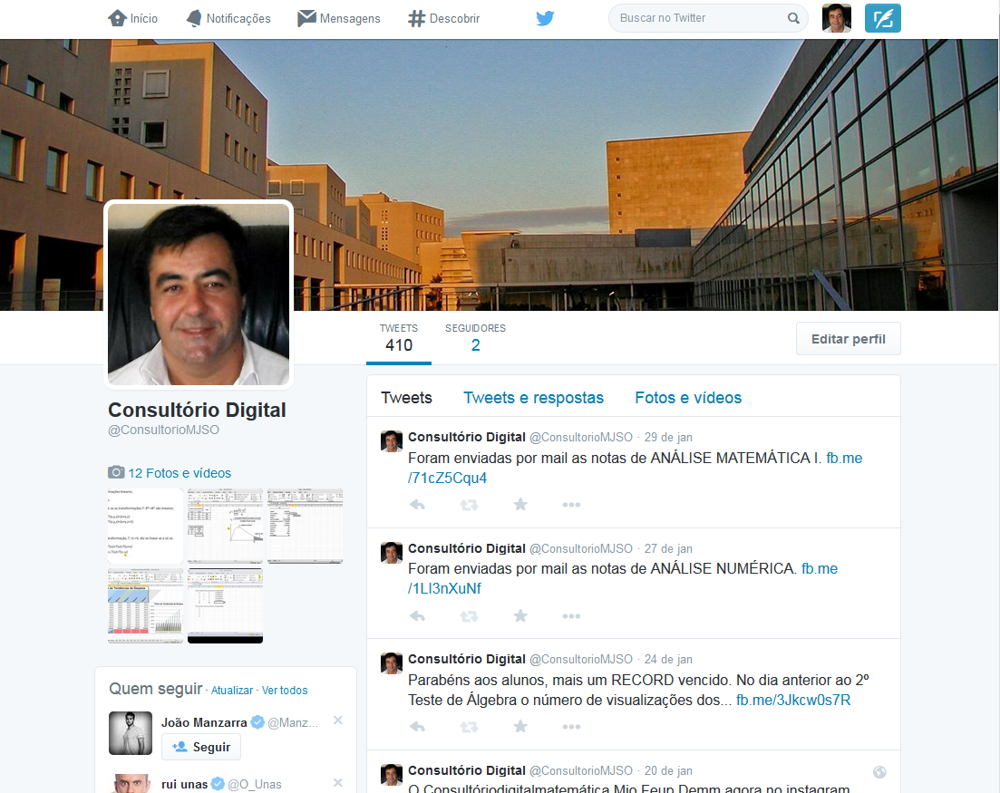 Início
Notificações
Mensagens
Descobrir
Buscar no Twitter
TWEETS
410
SEGUIDORES
2
Editar perfil
Consultório Digital
@ConsultorioMJSO
12 Fotos e vídeos
Quem seguir · Atualizar · Ver todos
João Manzarra @Manz...
Seguir
rui unas @O_Unas
Tweets
Tweets e respostas
Fotos e vídeos
Consultório Digital @ConsultorioMJSO · 29 de jan
Foram enviadas por mail as notas de ANÁLISE MATEMÁTICA I. fb.me
/71cZ5Cqu4
Consultório Digital @ConsultorioMJSO · 27 de jan
Foram enviadas por mail as notas de ANÁLISE NUMÉRICA. fb.me
/1Ll3nXuNf
Consultório Digital @ConsultorioMJSO · 24 de jan
Parabéns aos alunos, mais um RECORD vencido. No dia anterior ao 2º
Teste de Álgebra o número de visualizações dos... fb.me/3Jkcw0s7R
Consultório Digital @ConsultorioMJSO · 20 de jan
O Consultóriodigitalmatemática Mio Feup Demm agora no instagram